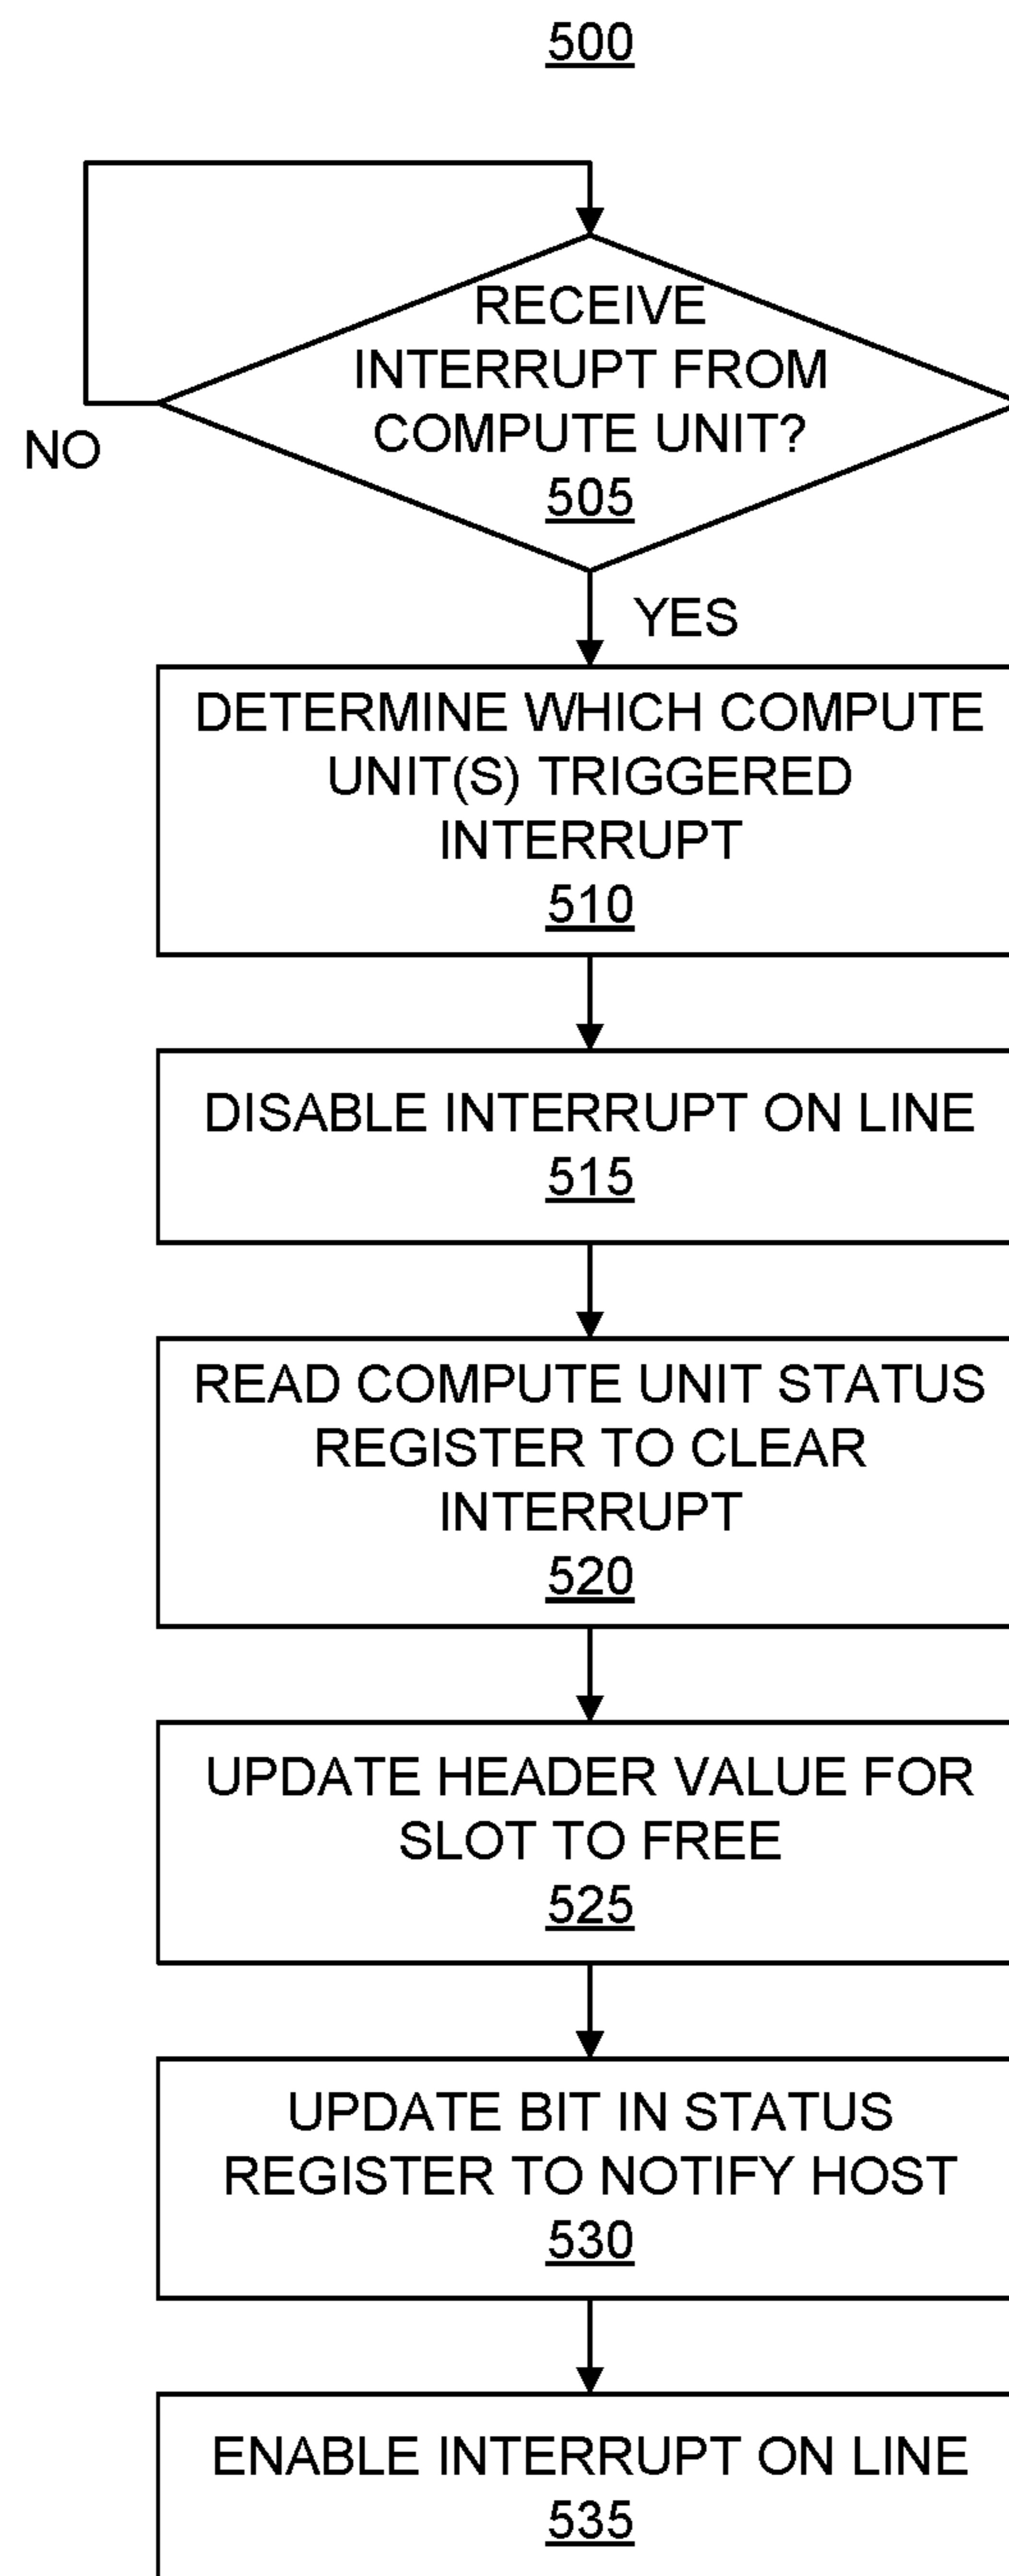 500
RECEIVE
INTERRUPT FROM
COMPUTE UNIT?
505
NO
YES
DETERMINE WHICH COMPUTE
UNIT(S) TRIGGERED
INTERRUPT
510
DISABLE INTERRUPT ON LINE
515
READ COMPUTE UNIT STATUS
REGISTER TO CLEAR
INTERRUPT
520
UPDATE HEADER VALUE FOR
SLOT TO FREE
525
UPDATE BIT IN STATUS
REGISTER TO NOTIFY HOST
530
ENABLE INTERRUPT ON LINE
535